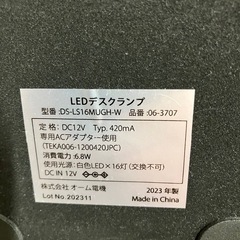 LEDデスクランプ
型番:DS-LS16MUGH-W 品番:06-3707
定格:DC12V Typ. 420mA
専用ACアダプター使用
(TEKA006-1200420JPC)
消費電力:6.8W
使用光源:白色LED×16灯(交換不可)
DC IN 12V
株式会社 オーム電機 2023年製
Lot No.202311